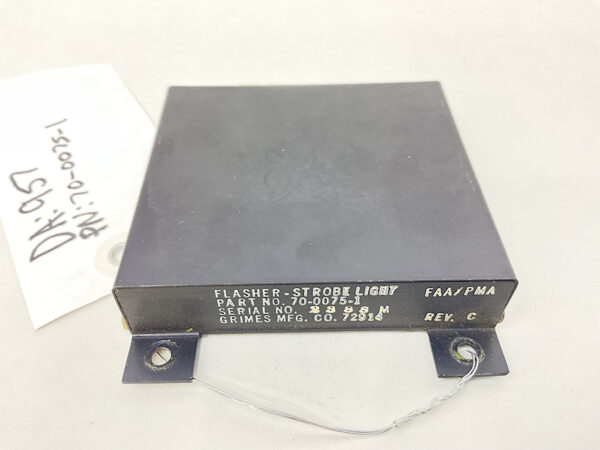 DA:957
PN:70-0075-1
FLASHER-STROBE LIGHT FAA/PMA
PART NO. 70-0075-1
SERIAL NO. 2398 M
GRIMES MFG. CO. 72914 REV. C